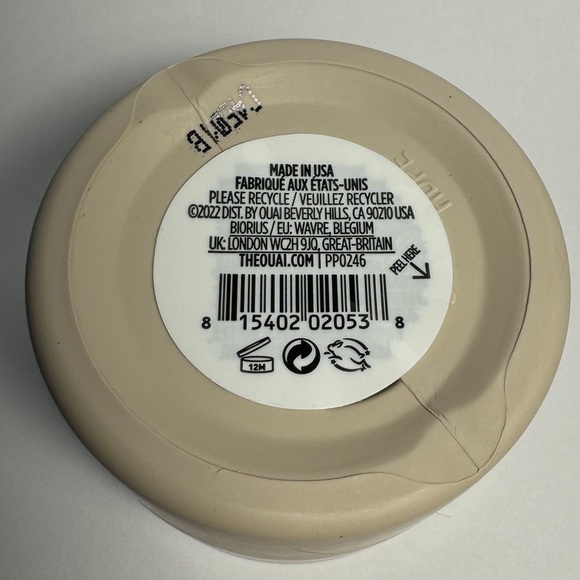 MADE IN USA
FABRIQUÉ AUX ÉTATS-UNIS
PLEASE RECYCLE / VEUILLEZ RECYCLER
©2022 DIST. BY OUAI BEVERLY HILLS, CA 90210 USA
BIORIUS / EU: WAVRE, BLEGIUM
UK: LONDON WC2H 9JQ, GREAT-BRITAIN
THEOUAI.COM | PP0246
PEEL HERE
8 15402 02053 8
12M